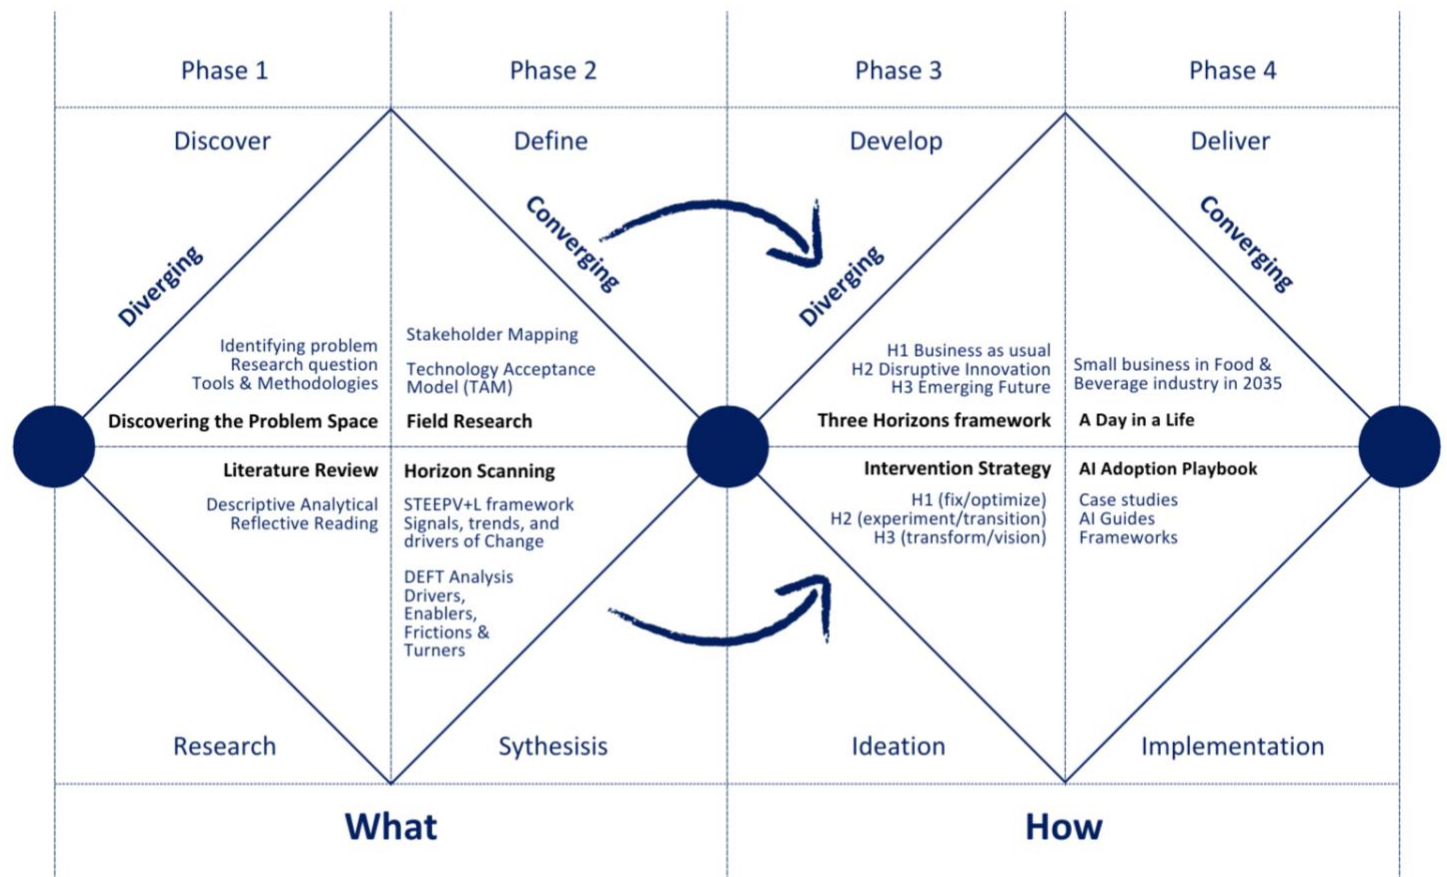 Phase 1
Phase 2
Phase 3
Phase 4
Discover
Define
Develop
Deliver
Diverging
Converging
Diverging
Converging
Identifying problem
Research question
Tools & Methodologies
Discovering the Problem Space
Stakeholder Mapping
Technology Acceptance
Model (TAM)
Field Research
H1 Business as usual
H2 Disruptive Innovation
H3 Emerging Future
Three Horizons framework
Small business in Food &
Beverage industry in 2035
A Day in a Life
Literature Review
Descriptive Analytical
Reflective Reading
Horizon Scanning
STEEPV+L framework
Signals, trends, and
drivers of Change
DEFT Analysis
Drivers,
Enablers,
Frictions &
Turners
Intervention Strategy
H1 (fix/optimize)
H2 (experiment/transition)
H3 (transform/vision)
AI Adoption Playbook
Case studies
AI Guides
Frameworks
Research
Sythesisis
Ideation
Implementation
What
How